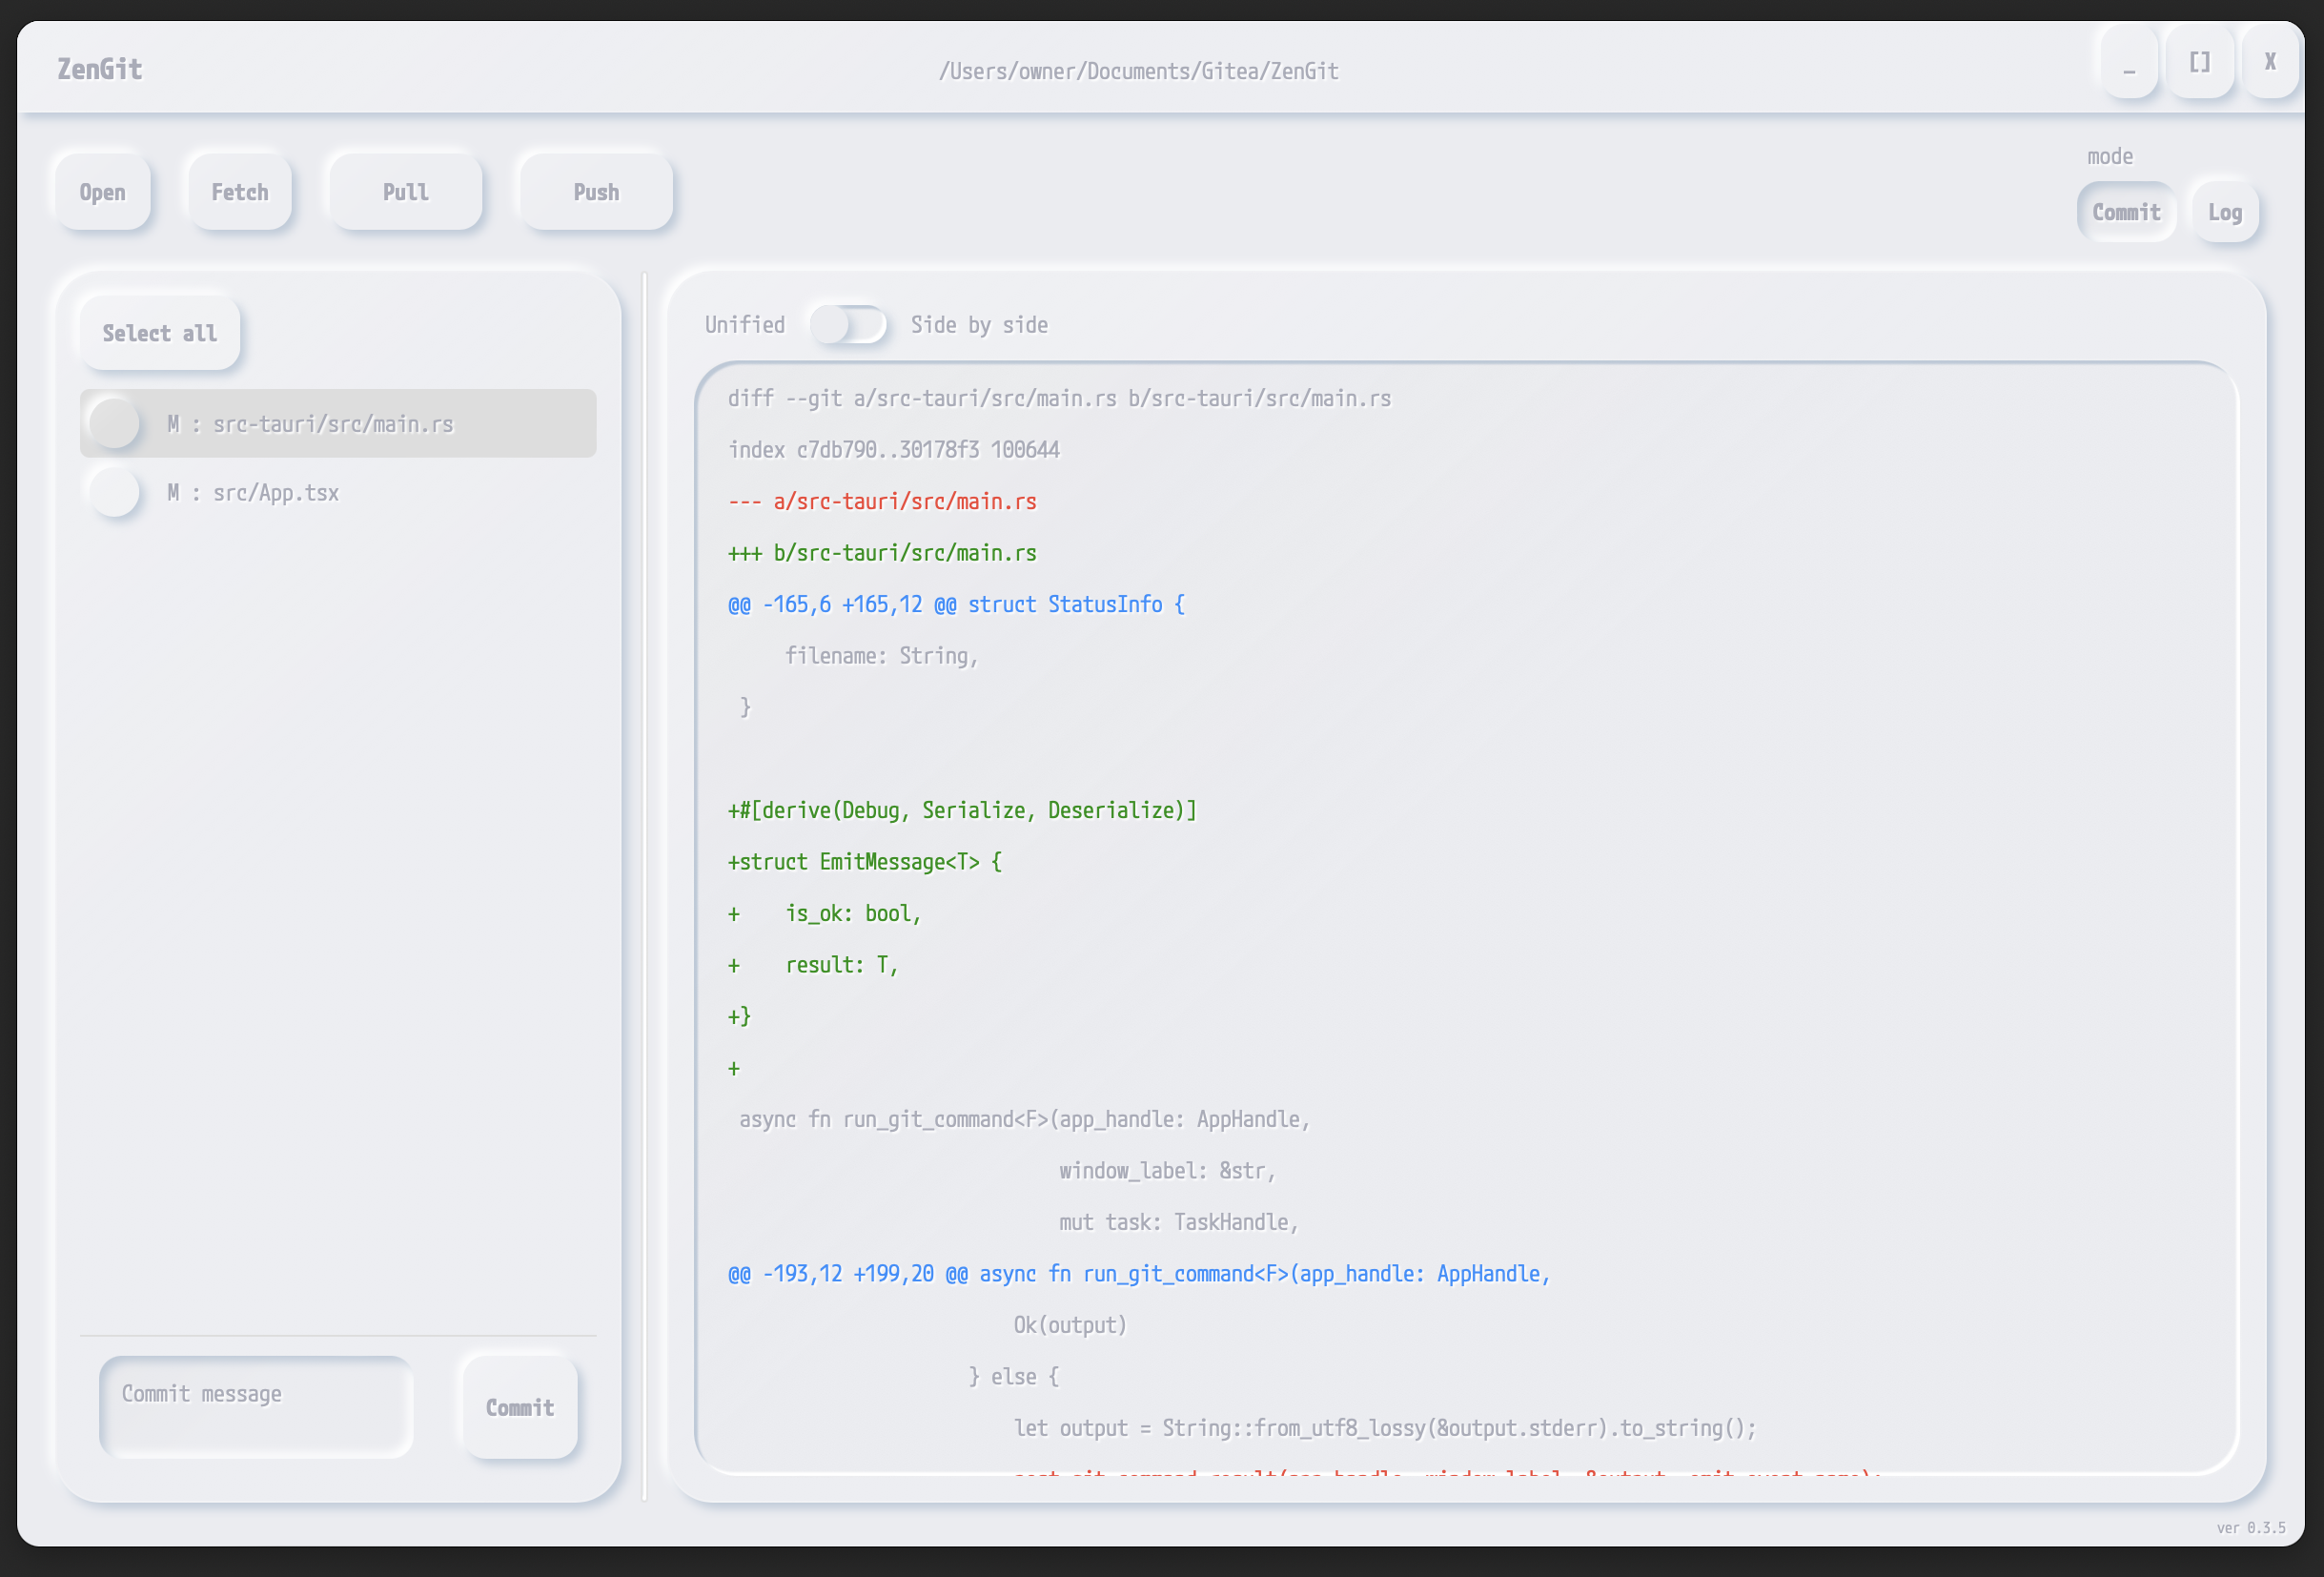 ZenGit
/Users/owner/Documents/Gitea/ZenGit
_ [] X
Open Fetch Pull Push
mode
Commit Log
Select all
M : src-tauri/src/main.rs
M : src/App.tsx
Commit message
Commit
Unified Side by side
diff --git a/src-tauri/src/main.rs b/src-tauri/src/main.rs
index c7db790..30178f3 100644
--- a/src-tauri/src/main.rs
+++ b/src-tauri/src/main.rs
@@ -165,6 +165,12 @@ struct StatusInfo {
     filename: String,
 }
+#[derive(Debug, Serialize, Deserialize)]
+struct EmitMessage<T> {
+    is_ok: bool,
+    result: T,
+}
+
 async fn run_git_command<F>(app_handle: AppHandle,
                             window_label: &str,
                             mut task: TaskHandle,
@@ -193,12 +199,20 @@ async fn run_git_command<F>(app_handle: AppHandle,
                         Ok(output)
                     } else {
                         let output = String::from_utf8_lossy(&output.stderr).to_string();
ver 0.3.5